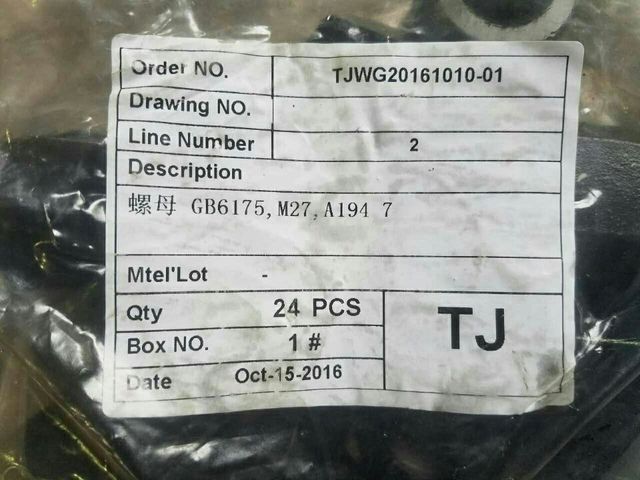 Order NO. TJWG20161010-01
Drawing NO.
Line Number 2
Description
螺母 GB6175,M27,A194 7
Mtel'Lot -
Qty 24 PCS
Box NO. 1 #
TJ
Date Oct-15-2016